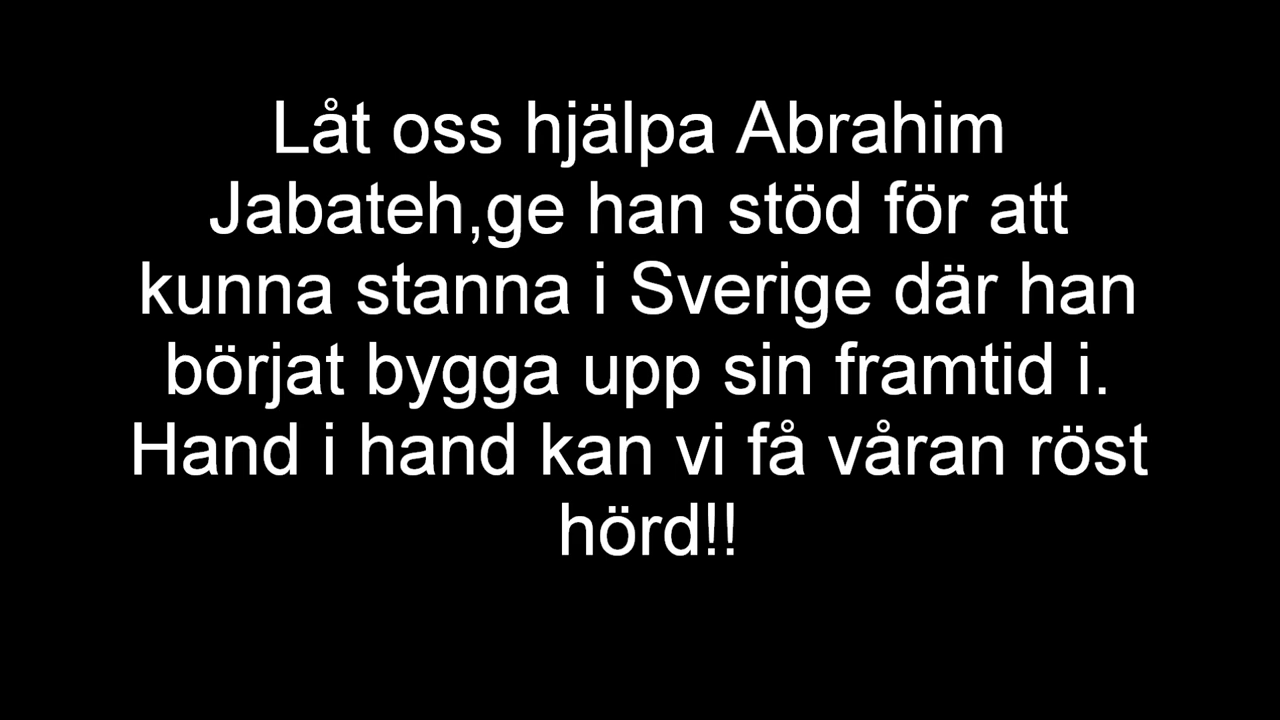 Låt oss hjälpa Abrahim
Jabateh,ge han stöd för att
kunna stanna i Sverige där han
börjat bygga upp sin framtid i.
Hand i hand kan vi få våran röst
hörd!!